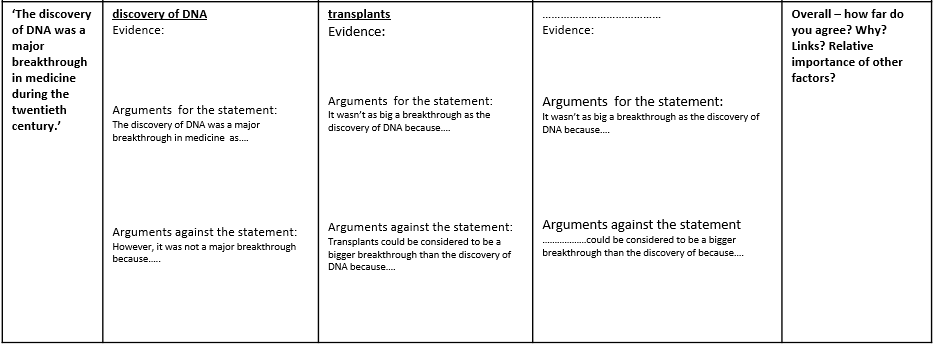 ‘The discovery
of DNA was a
major
breakthrough
in medicine
during the
twentieth
century.’
discovery of DNA
Evidence:
Arguments for the statement:
The discovery of DNA was a major
breakthrough in medicine as....
Arguments against the statement:
However, it was not a major breakthrough
because.....
transplants
Evidence:
Arguments for the statement:
It wasn’t as big a breakthrough as the
discovery of DNA because....
Arguments against the statement:
Transplants could be considered to be a
bigger breakthrough than the discovery of
DNA because....
………………………………….
Evidence:
Arguments for the statement:
It wasn’t as big a breakthrough as the discovery of
DNA because....
Arguments against the statement
………………could be considered to be a bigger
breakthrough than the discovery of because....
Overall – how far do
you agree? Why?
Links? Relative
importance of other
factors?